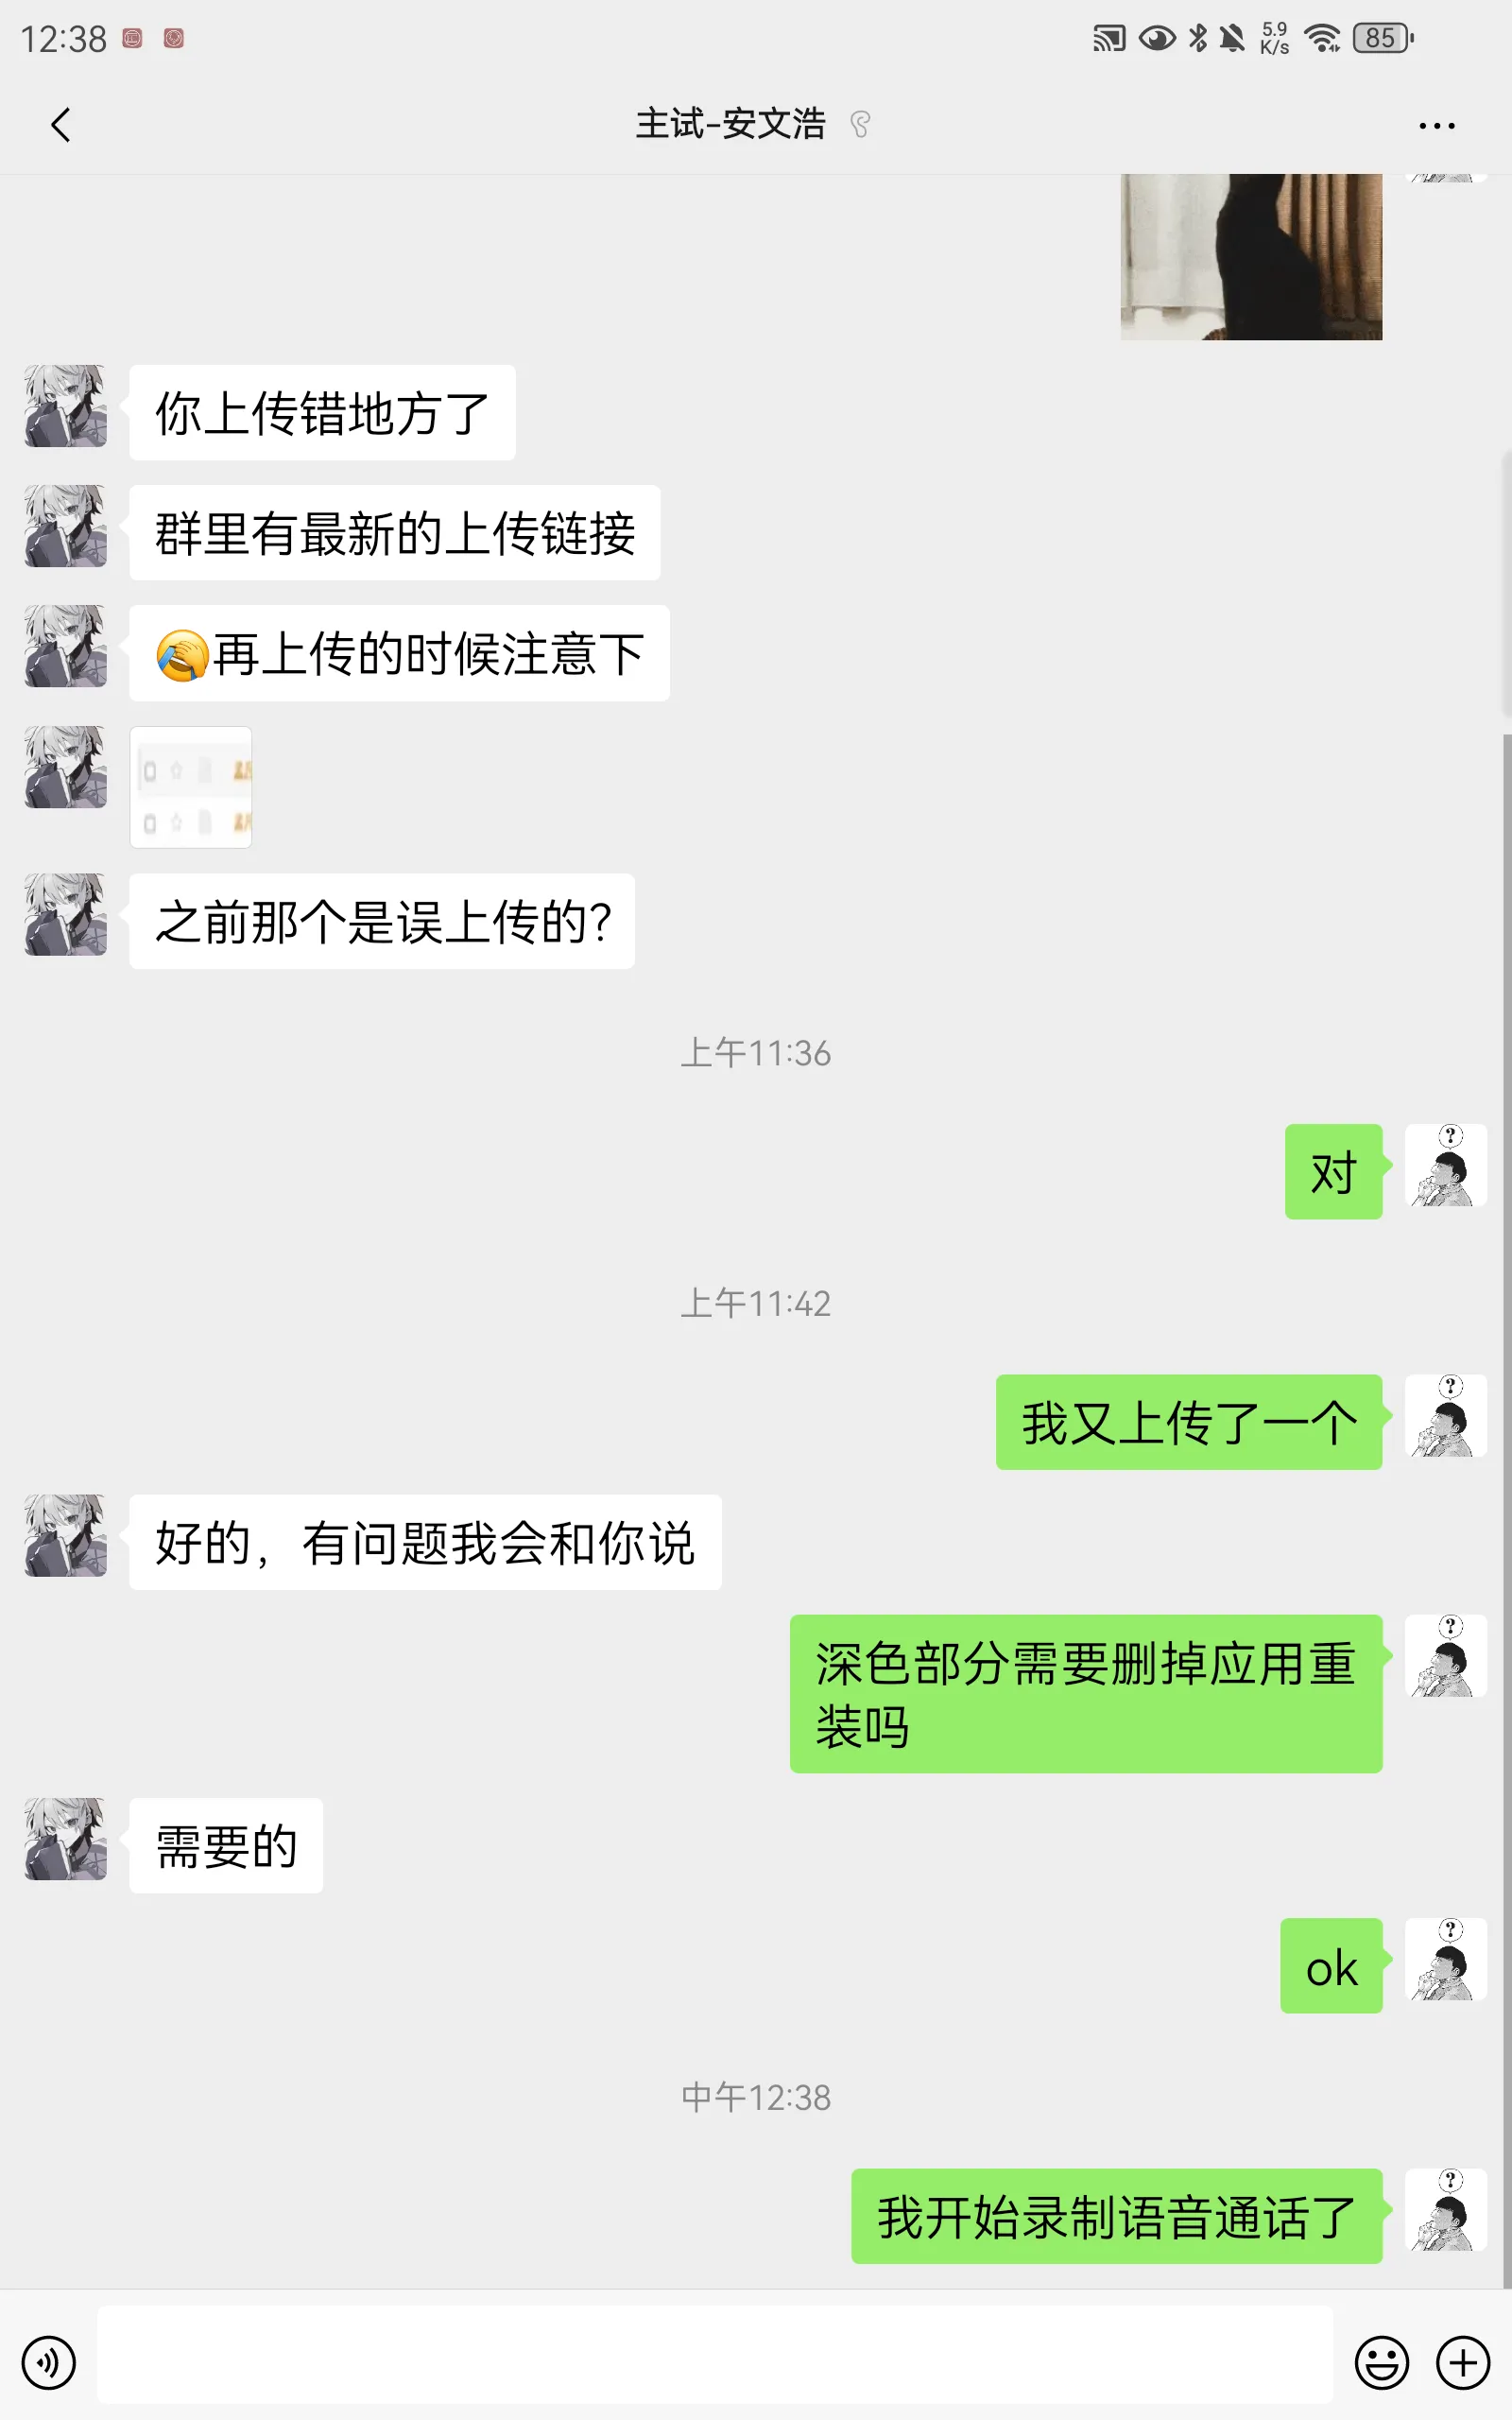 12:38
5.9
K/s
85
主试-安文浩
你上传错地方了
群里有最新的上传链接
🤦再上传的时候注意下
之前那个是误上传的?
上午11:36
对
上午11:42
我又上传了一个
好的，有问题我会和你说
深色部分需要删掉应用重
装吗
需要的
ok
中午12:38
我开始录制语音通话了